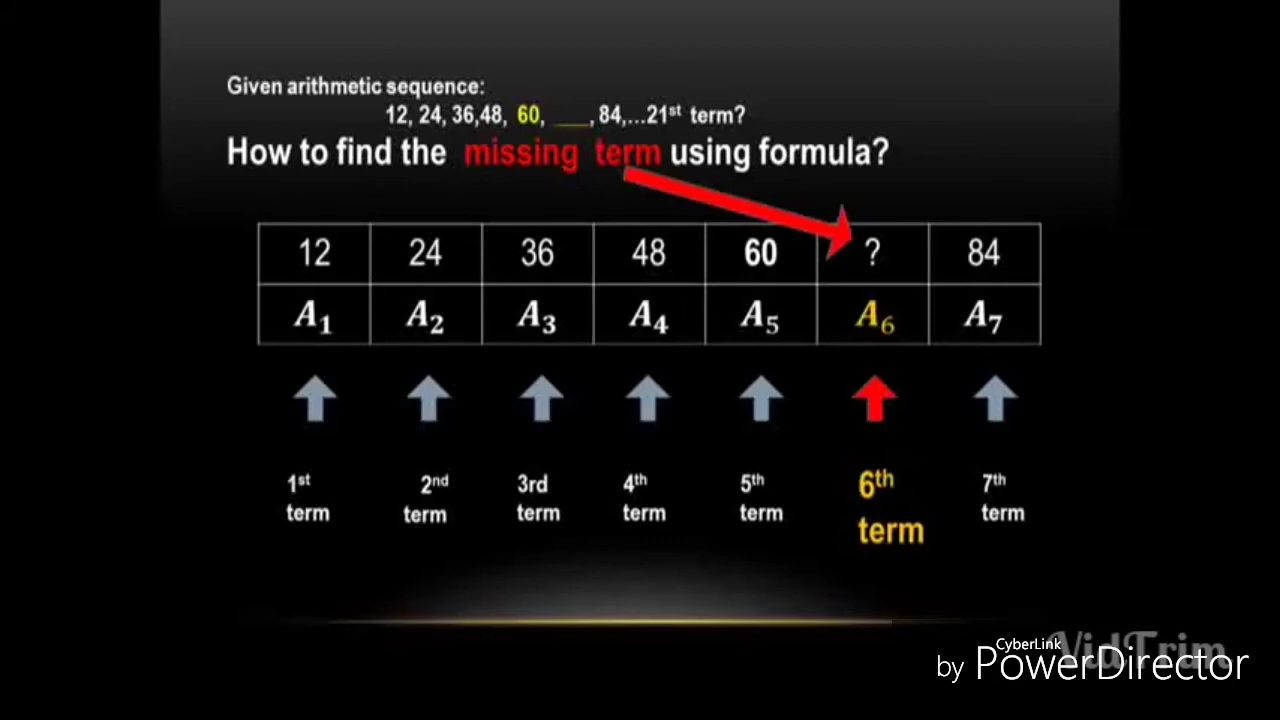 Given arithmetic sequence:
12, 24, 36,48, 60, ___, 84,...21st term?
How to find the missing term using formula?
12 24 36 48 60 ? 84
A1 A2 A3 A4 A5 A6 A7
1st term
2nd term
3rd term
4th term
5th term
6th term
7th term
CyberLink
VidTrim
by PowerDirector